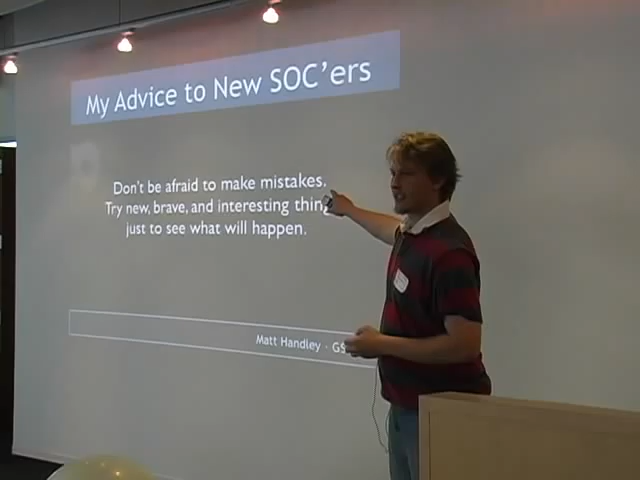 My Advice to New SOC'ers
Don't be afraid to make mistakes.
Try new, brave, and interesting thin
just to see what will happen.
Matt Handley · GS